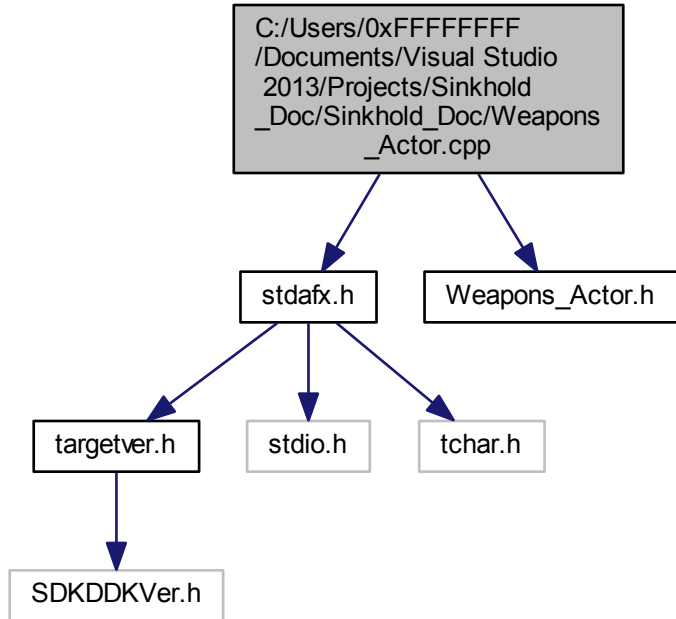 C:/Users/0xFFFFFFFF
/Documents/Visual Studio
2013/Projects/Sinkhold
_Doc/Sinkhold_Doc/Weapons
_Actor.cpp
stdafx.h
Weapons_Actor.h
targetver.h
stdio.h
tchar.h
SDKDDKVer.h